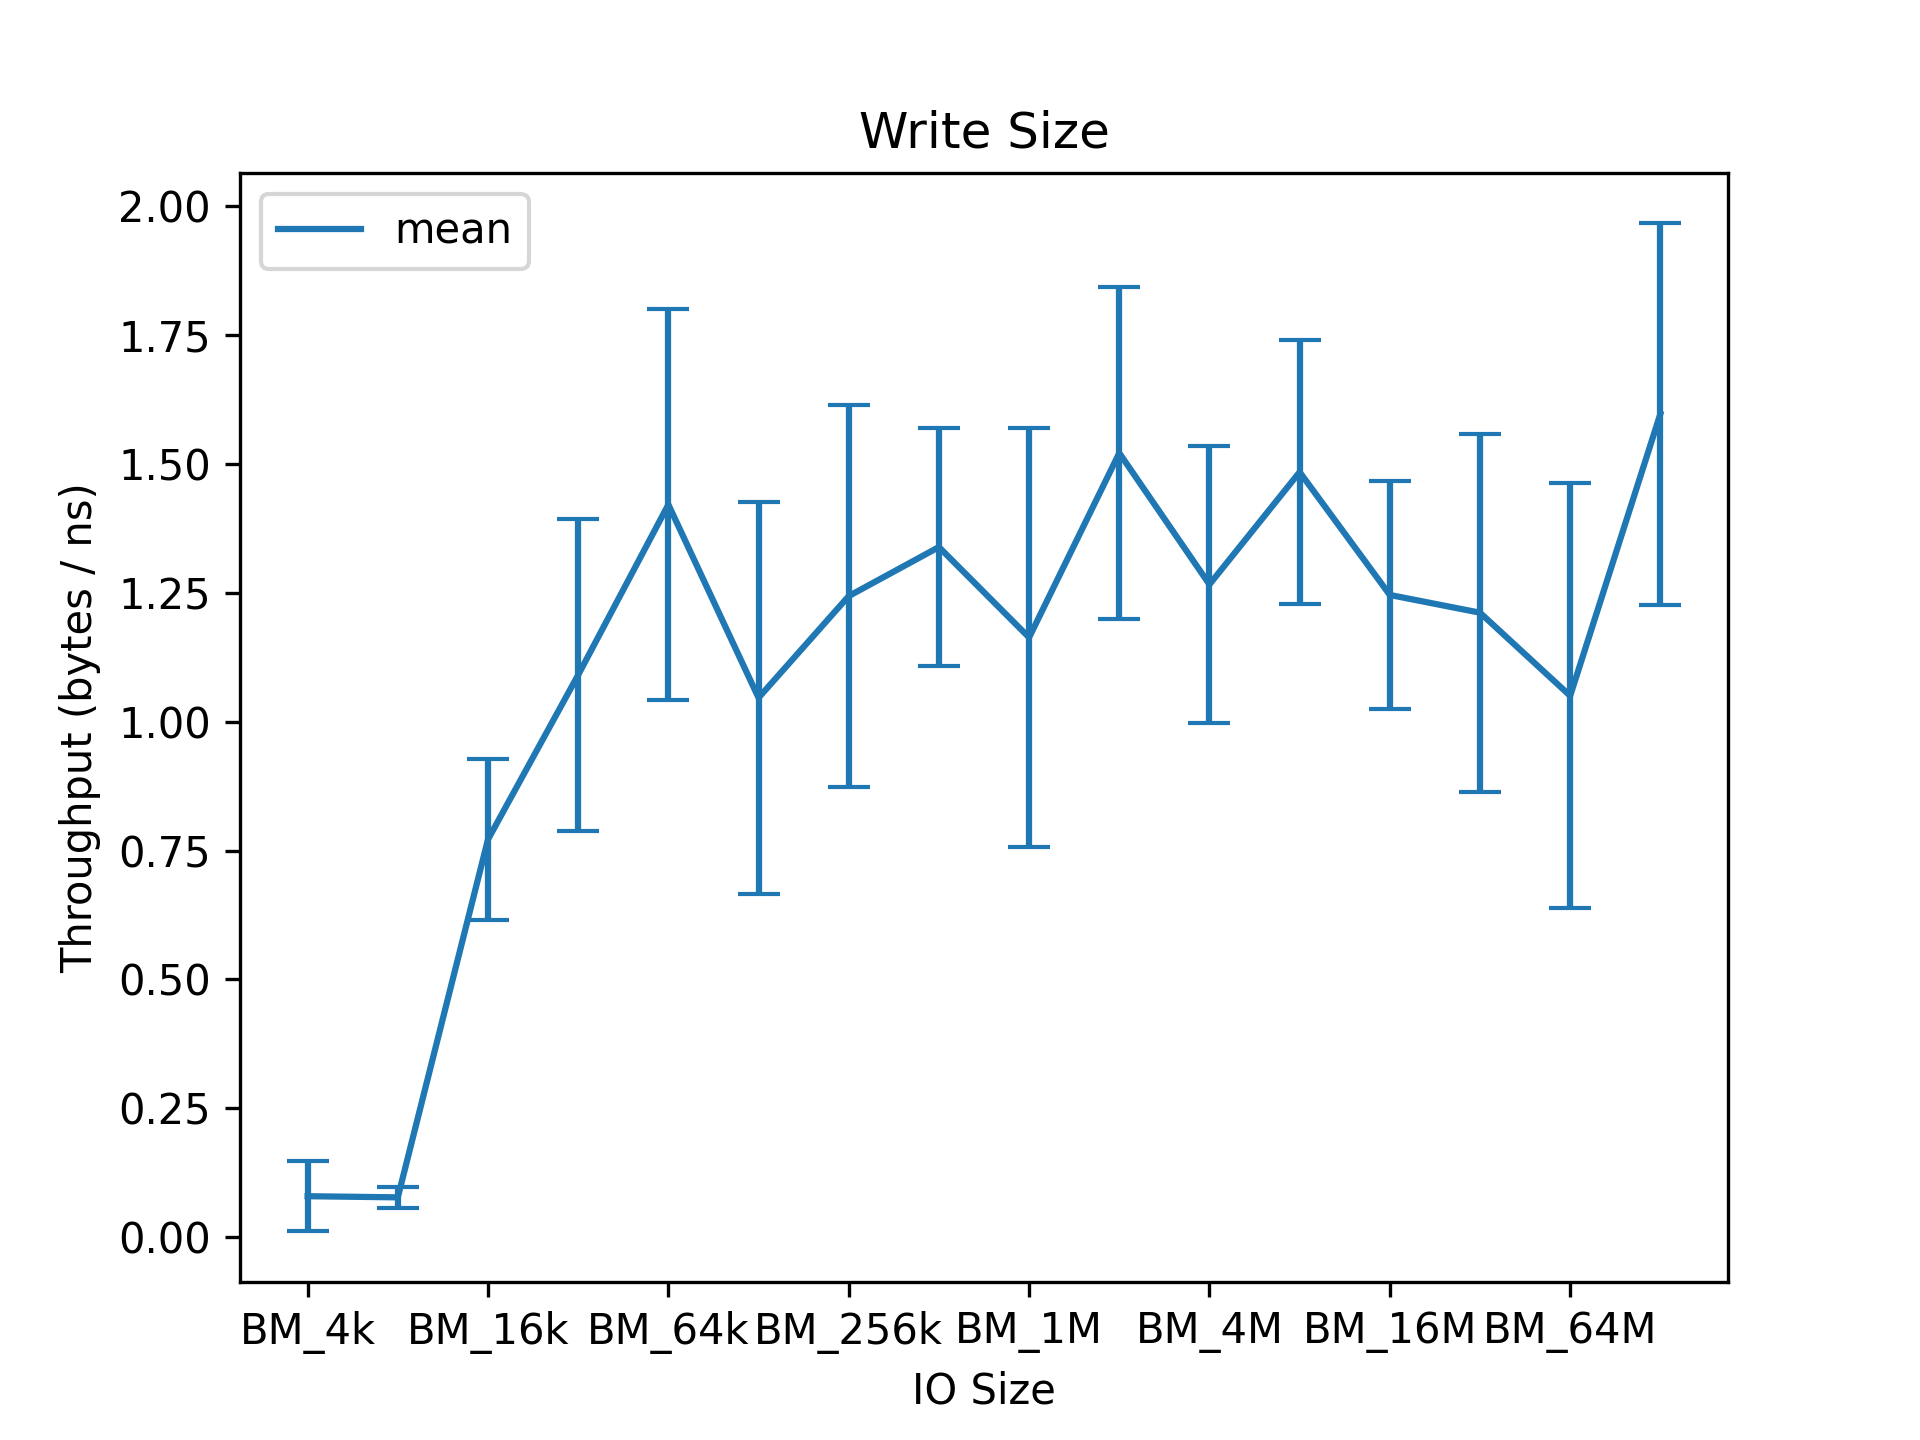 Write Size
mean
2.00
1.75
1.50
1.25
1.00
0.75
0.50
0.25
0.00
Throughput (bytes / ns)
BM_4k BM_16k BM_64k BM_256k BM_1M BM_4M BM_16M BM_64M
IO Size